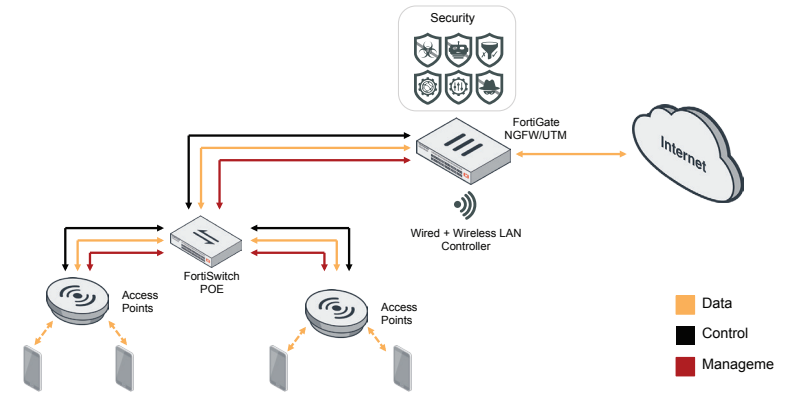 Security
FortiGate
NGFW/UTM
Internet
Wired + Wireless LAN
Controller
FortiSwitch
POE
Access
Points
Access
Points
Data
Control
Manageme